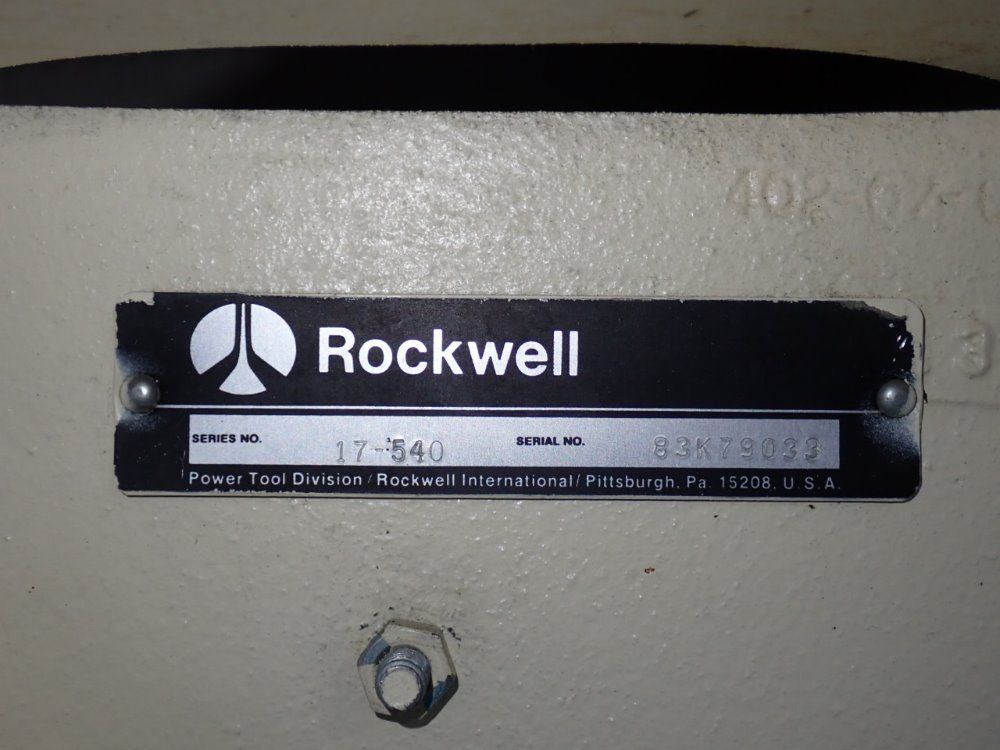 Rockwell
SERIES NO. 17-540 SERIAL NO. 83K79033
Power Tool Division / Rockwell International / Pittsburgh, Pa. 15208, U.S.A.